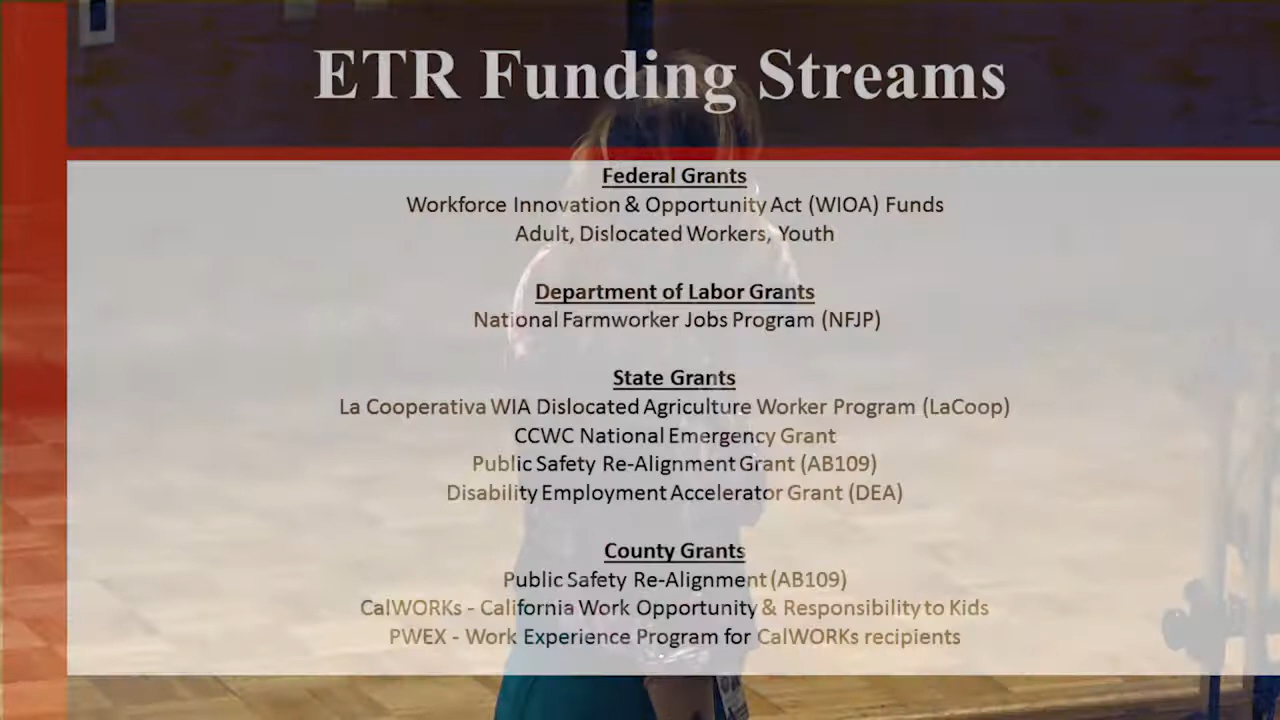 ETR Funding Streams
Federal Grants
Workforce Innovation & Opportunity Act (WIOA) Funds
Adult, Dislocated Workers, Youth
Department of Labor Grants
National Farmworker Jobs Program (NFJP)
State Grants
La Cooperativa WIA Dislocated Agriculture Worker Program (LaCoop)
CCWC National Emergency Grant
Public Safety Re-Alignment Grant (AB109)
Disability Employment Accelerator Grant (DEA)
County Grants
Public Safety Re-Alignment (AB109)
CalWORKs - California Work Opportunity & Responsibility to Kids
PWEX - Work Experience Program for CalWORKs recipients